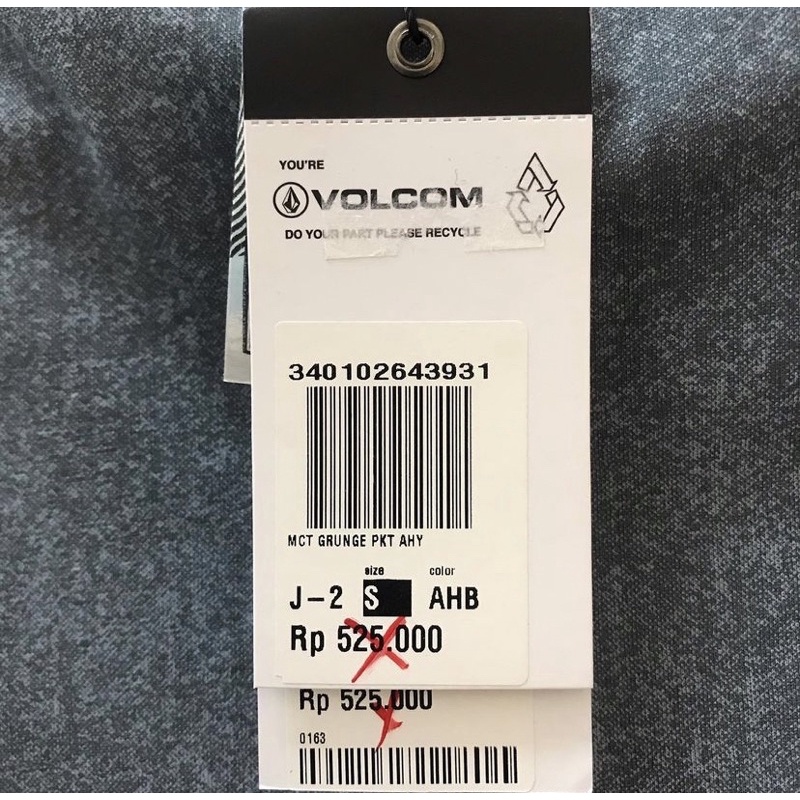 YOU'RE
VOLCOM
DO YOUR PART PLEASE RECYCLE
340102643931
MCT GRUNGE PKT AHY
size color
J-2 S AHB
Rp 525.000
Rp 525.000
0163